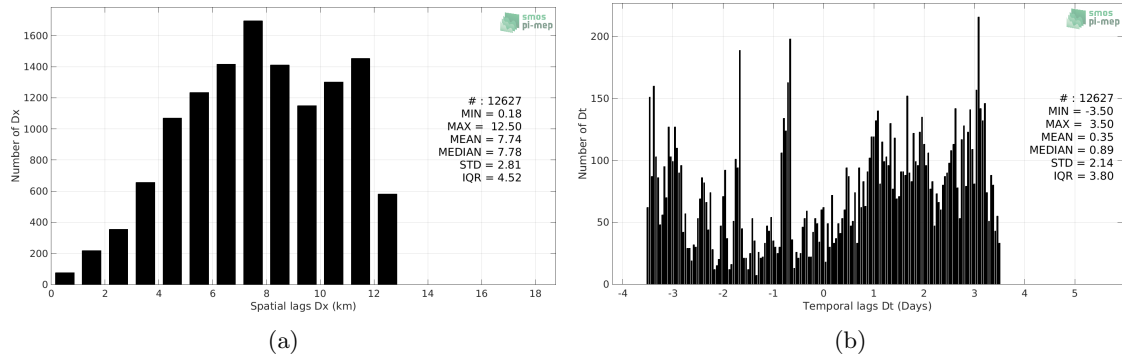 smos
pi-mep
1600
1400
1200
1000
800
600
400
200
0
Number of Dx
# : 12627
MIN = 0.18
MAX = 12.50
MEAN = 7.74
MEDIAN = 7.78
STD = 2.81
IQR = 4.52
0 2 4 6 8 10 12 14 16 18
Spatial lags Dx (km)
(a)
smos
pi-mep
200
150
100
50
0
Number of Dt
# : 12627
MIN = -3.50
MAX = 3.50
MEAN = 0.35
MEDIAN = 0.89
STD = 2.14
IQR = 3.80
-4 -3 -2 -1 0 1 2 3 4 5
Temporal lags Dt (Days)
(b)